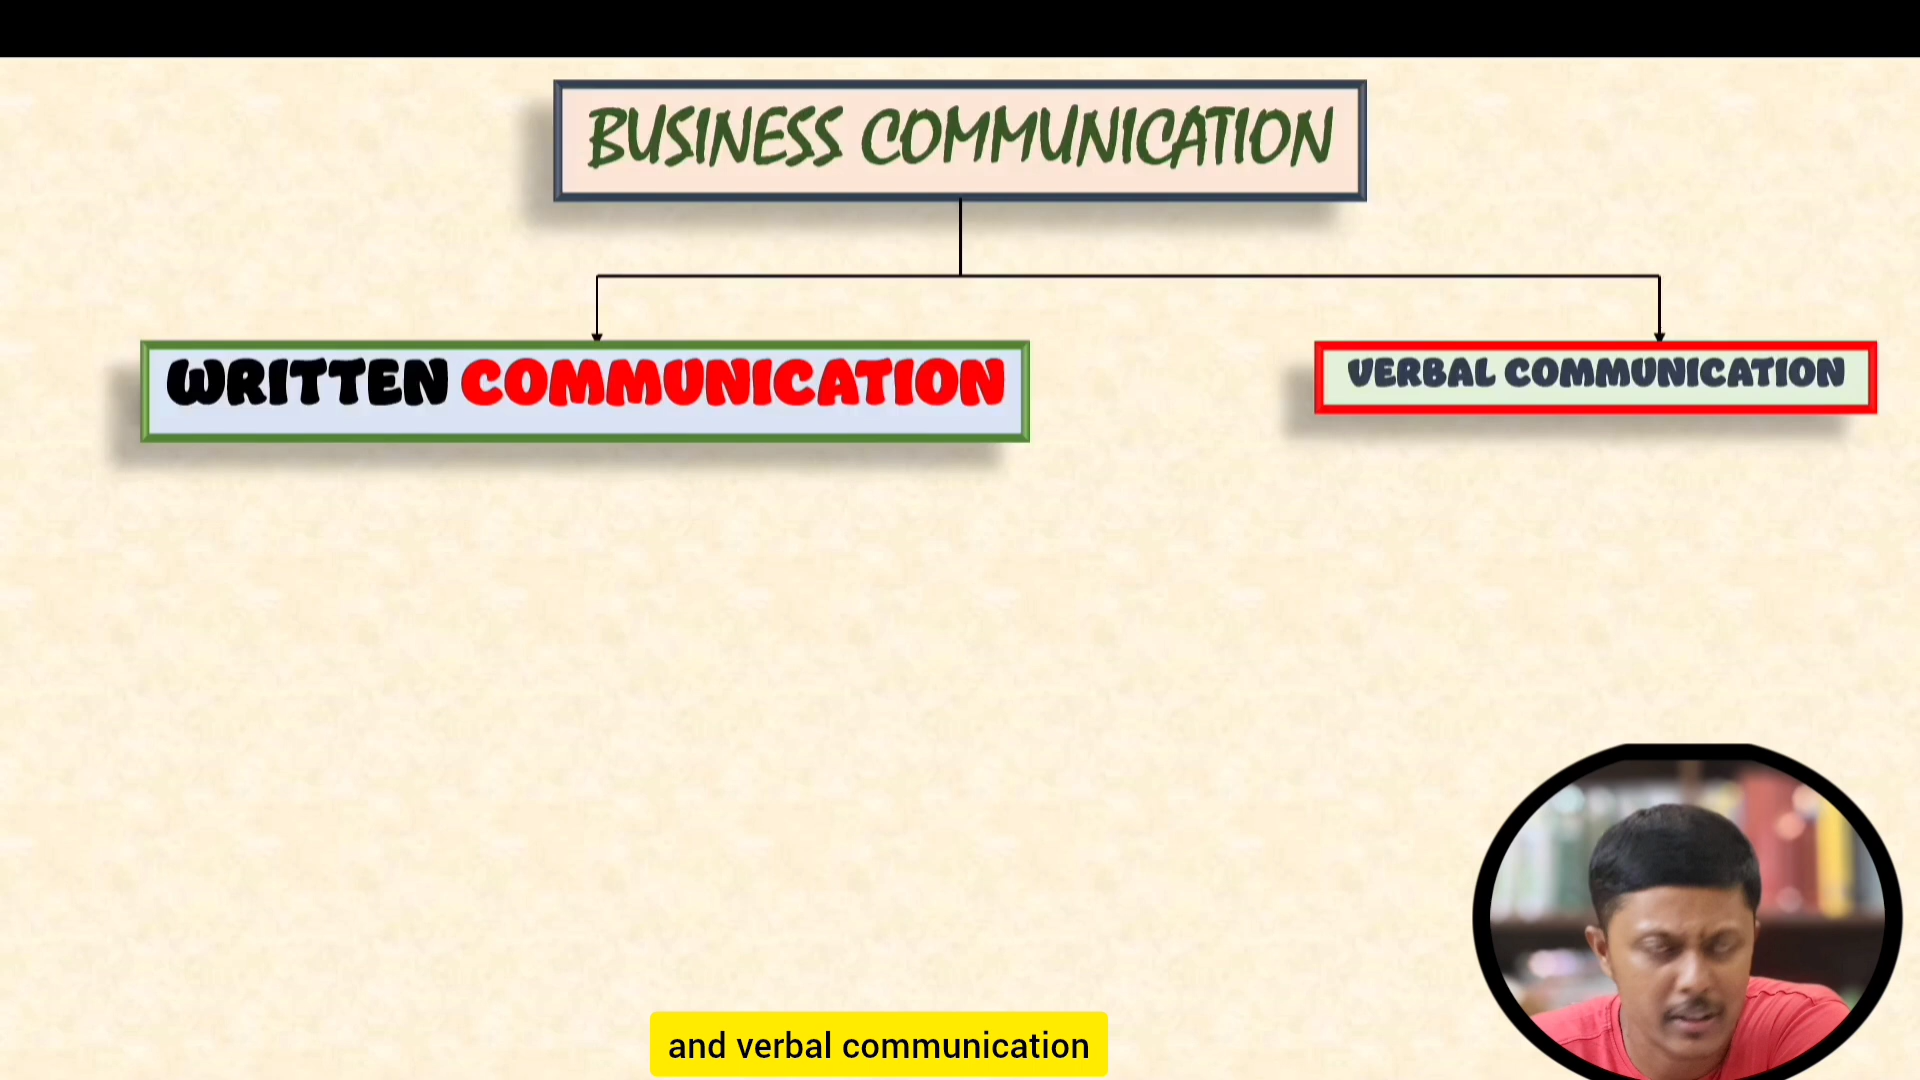 BUSINESS COMMUNICATION
WRITTEN COMMUNICATION
VERBAL COMMUNICATION
and verbal communication